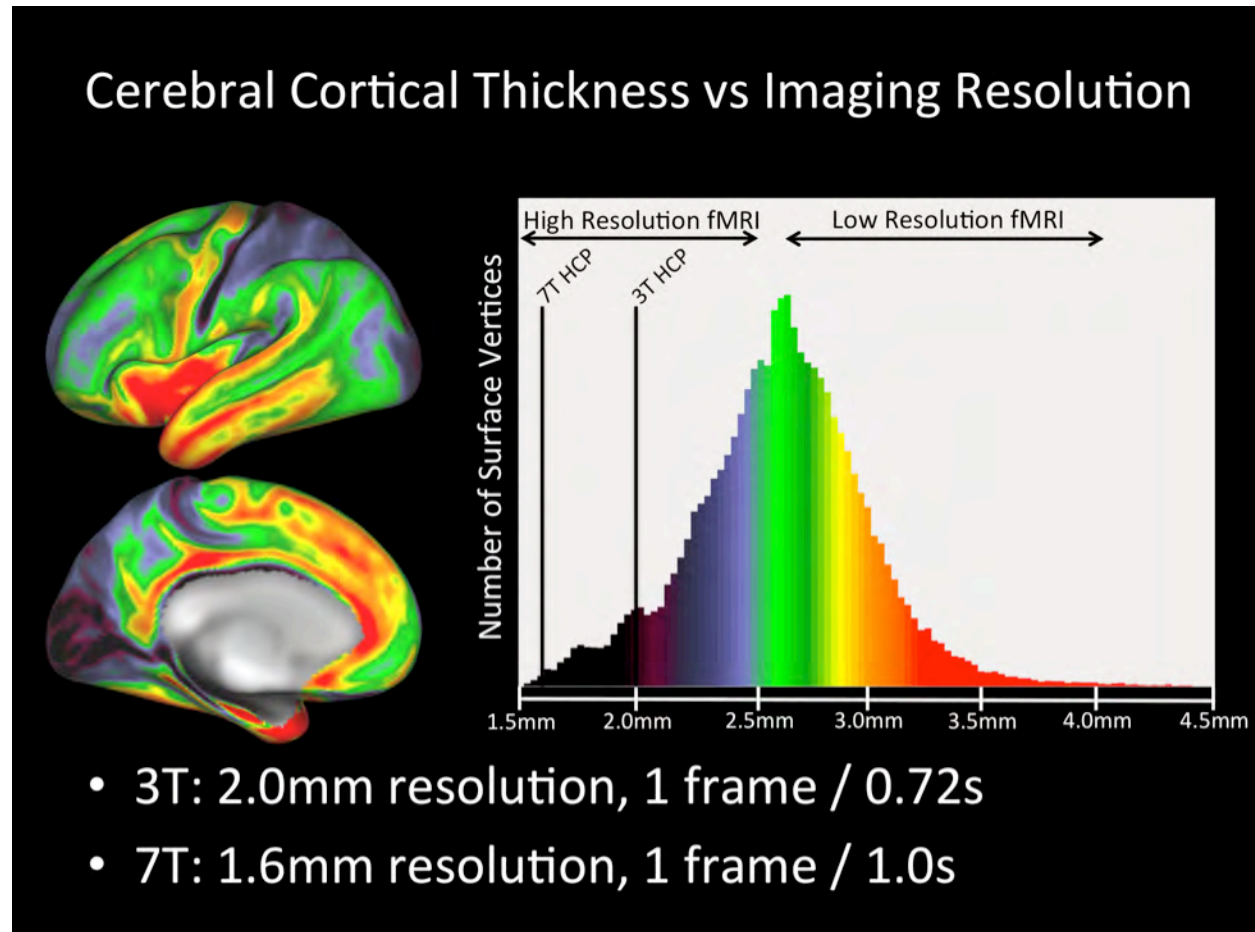 Cerebral Cortical Thickness vs Imaging Resolution
High Resolution fMRI
Low Resolution fMRI
7T HCP
3T HCP
Number of Surface Vertices
1.5mm
2.0mm
2.5mm
3.0mm
3.5mm
4.0mm
4.5mm
• 3T: 2.0mm resolution, 1 frame / 0.72s
• 7T: 1.6mm resolution, 1 frame / 1.0s